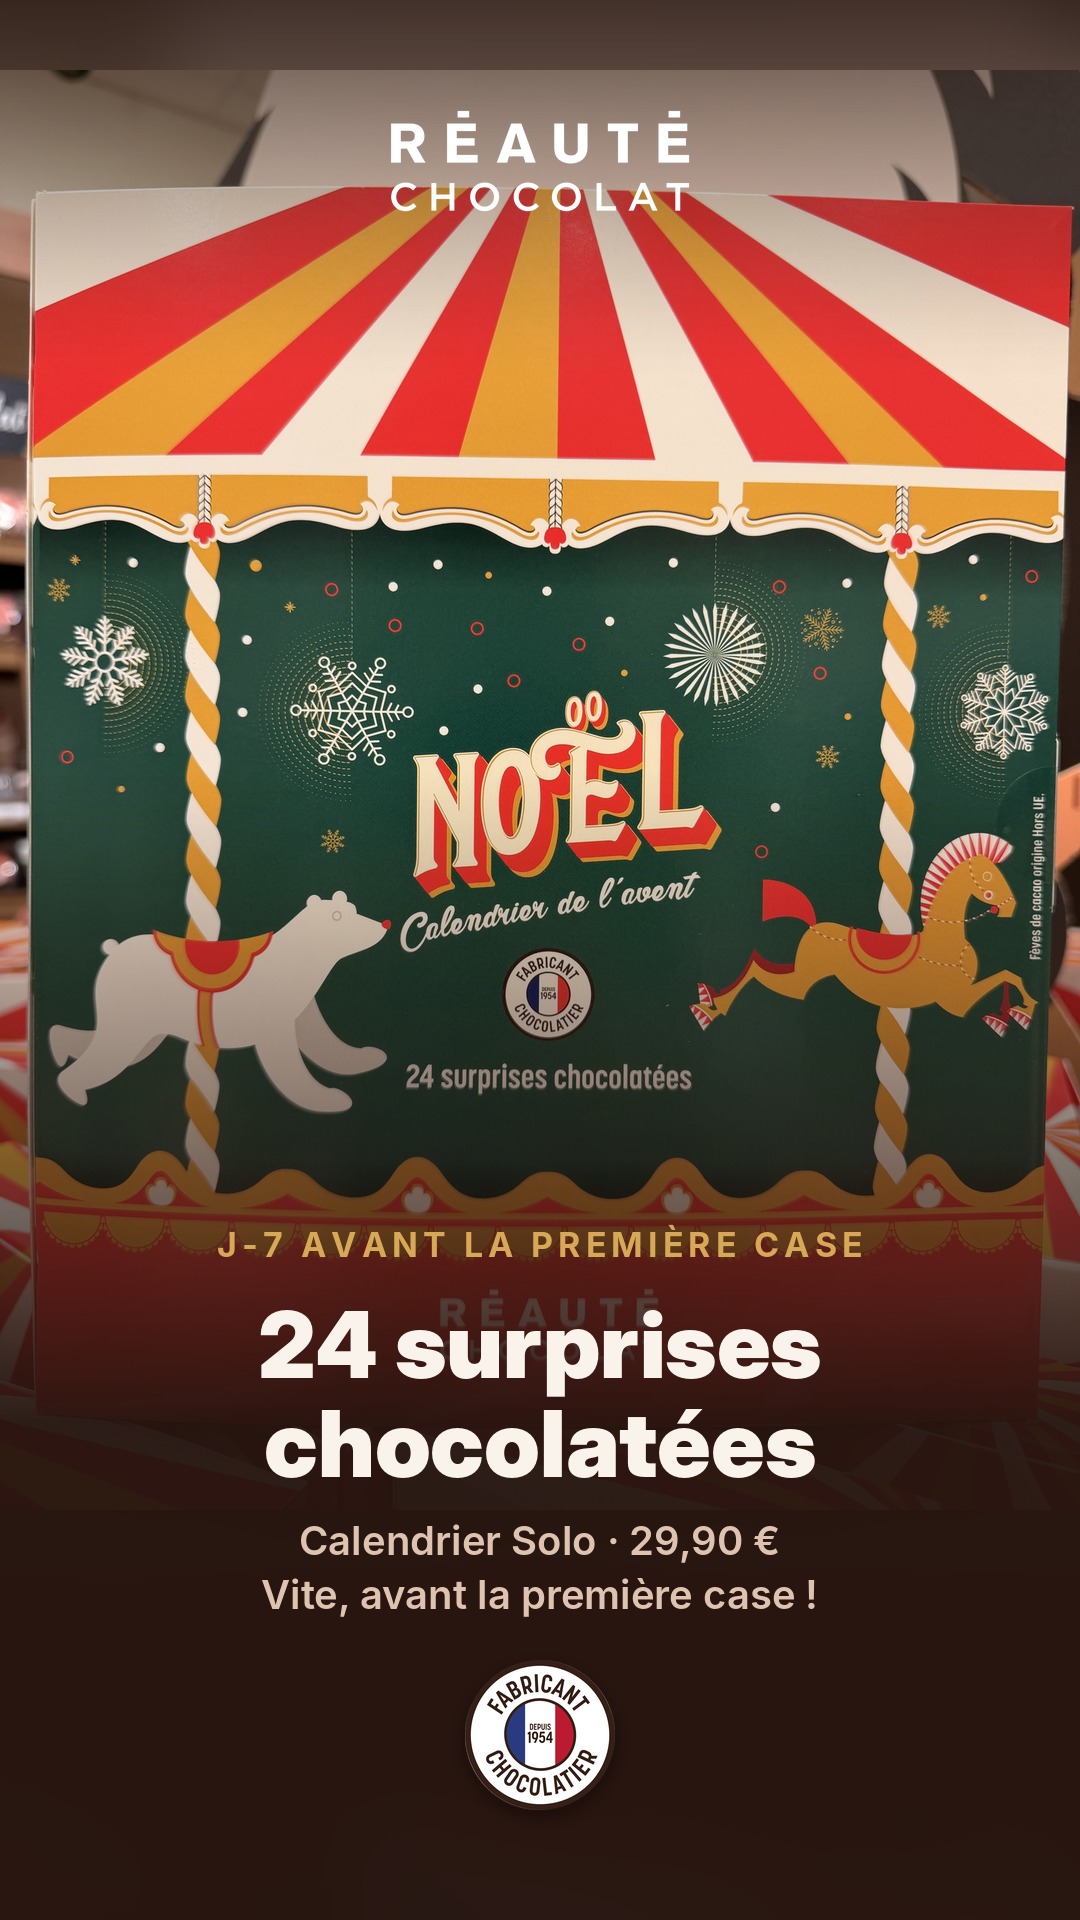 RĖAUTĖ
CHOCOLAT
NOËL
Calendrier de l'avent
FABRICANT
DEPUIS
1954
CHOCOLATIER
24 surprises chocolatées
Fèves de cacao origine Hors UE.
J-7 AVANT LA PREMIÈRE CASE
RĖAUTĖ
24 surprises
chocolatées
Calendrier Solo · 29,90 €
Vite, avant la première case !
FABRICANT
DEPUIS
1954
CHOCOLATIER